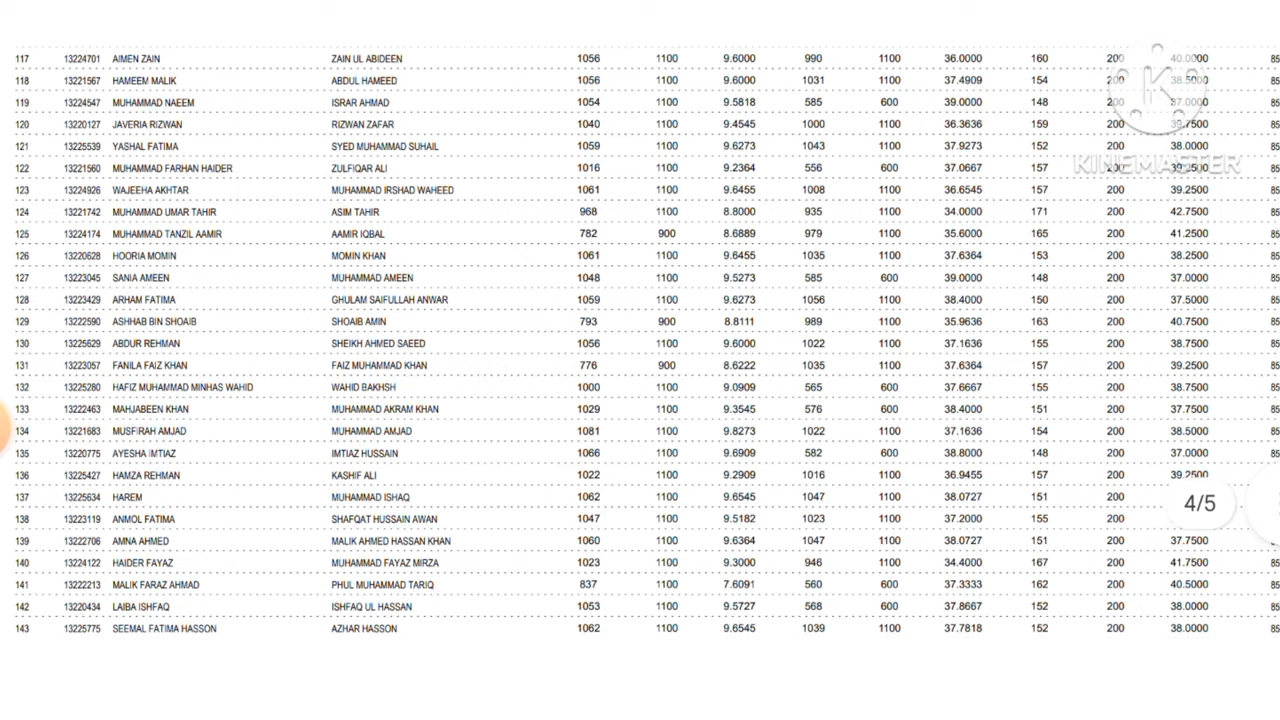 117 13224701 AIMEN ZAIN ZAIN UL ABIDEEN 1056 1100 9.6000 990 1100 36.0000 160 200 40.0000 85
118 13221567 HAMEEM MALIK ABDUL HAMEED 1056 1100 9.6000 1031 1100 37.4909 154 200 38.5000 85
119 13224547 MUHAMMAD NAEEM ISRAR AHMAD 1054 1100 9.5818 585 600 39.0000 148 200 37.0000 85
120 13220127 JAVERIA RIZWAN RIZWAN ZAFAR 1040 1100 9.4545 1000 1100 36.3636 159 200 39.7500 85
121 13225539 YASHAL FATIMA SYED MUHAMMAD SUHAIL 1059 1100 9.6273 1043 1100 37.9273 152 200 38.0000 85
122 13221560 MUHAMMAD FARHAN HAIDER ZULFIQAR ALI 1016 1100 9.2364 556 600 37.0667 157 200 39.2500 85
KINEMASTER
123 13224926 WAJEEHA AKHTAR MUHAMMAD IRSHAD WAHEED 1061 1100 9.6455 1008 1100 36.6545 157 200 39.2500 85
124 13221742 MUHAMMAD UMAR TAHIR ASIM TAHIR 968 1100 8.8000 935 1100 34.0000 171 200 42.7500 85
125 13224174 MUHAMMAD TANZIL AAMIR AAMIR IQBAL 782 900 8.6889 979 1100 35.6000 165 200 41.2500 85
126 13220628 HOORIA MOMIN MOMIN KHAN 1061 1100 9.6455 1035 1100 37.6364 153 200 38.2500 85
127 13223045 SANIA AMEEN MUHAMMAD AMEEN 1048 1100 9.5273 585 600 39.0000 148 200 37.0000 85
128 13223429 ARHAM FATIMA GHULAM SAIFULLAH ANWAR 1059 1100 9.6273 1056 1100 38.4000 150 200 37.5000 85
129 13222590 ASHHAB BIN SHOAIB SHOAIB AMIN 793 900 8.8111 989 1100 35.9636 163 200 40.7500 85
130 13225629 ABDUR REHMAN SHEIKH AHMED SAEED 1056 1100 9.6000 1022 1100 37.1636 155 200 38.7500 85
131 13223057 FANILA FAIZ KHAN FAIZ MUHAMMAD KHAN 776 900 8.6222 1035 1100 37.6364 157 200 39.2500 85
132 13225280 HAFIZ MUHAMMAD MINHAS WAHID WAHID BAKHSH 1000 1100 9.0909 565 600 37.6667 155 200 38.7500 85
133 13222463 MAHJABEEN KHAN MUHAMMAD AKRAM KHAN 1029 1100 9.3545 576 600 38.4000 151 200 37.7500 85
134 13221683 MUSFIRAH AMJAD MUHAMMAD AMJAD 1081 1100 9.8273 1022 1100 37.1636 154 200 38.5000 85
135 13220775 AYESHA IMTIAZ IMTIAZ HUSSAIN 1066 1100 9.6909 582 600 38.8000 148 200 37.0000 85
136 13225427 HAMZA REHMAN KASHIF ALI 1022 1100 9.2909 1016 1100 36.9455 157 200 39.2500
137 13225634 HAREM MUHAMMAD ISHAQ 1062 1100 9.6545 1047 1100 38.0727 151 200
4/5
138 13223119 ANMOL FATIMA SHAFQAT HUSSAIN AWAN 1047 1100 9.5182 1023 1100 37.2000 155 200
139 13222706 AMNA AHMED MALIK AHMED HASSAN KHAN 1060 1100 9.6364 1047 1100 38.0727 151 200 37.7500
140 13224122 HAIDER FAYAZ MUHAMMAD FAYAZ MIRZA 1023 1100 9.3000 946 1100 34.4000 167 200 41.7500 85
141 13222213 MALIK FARAZ AHMAD PHUL MUHAMMAD TARIQ 837 1100 7.6091 560 600 37.3333 162 200 40.5000 85
142 13220434 LAIBA ISHFAQ ISHFAQ UL HASSAN 1053 1100 9.5727 568 600 37.8667 152 200 38.0000 85
143 13225775 SEEMAL FATIMA HASSON AZHAR HASSON 1062 1100 9.6545 1039 1100 37.7818 152 200 38.0000 85